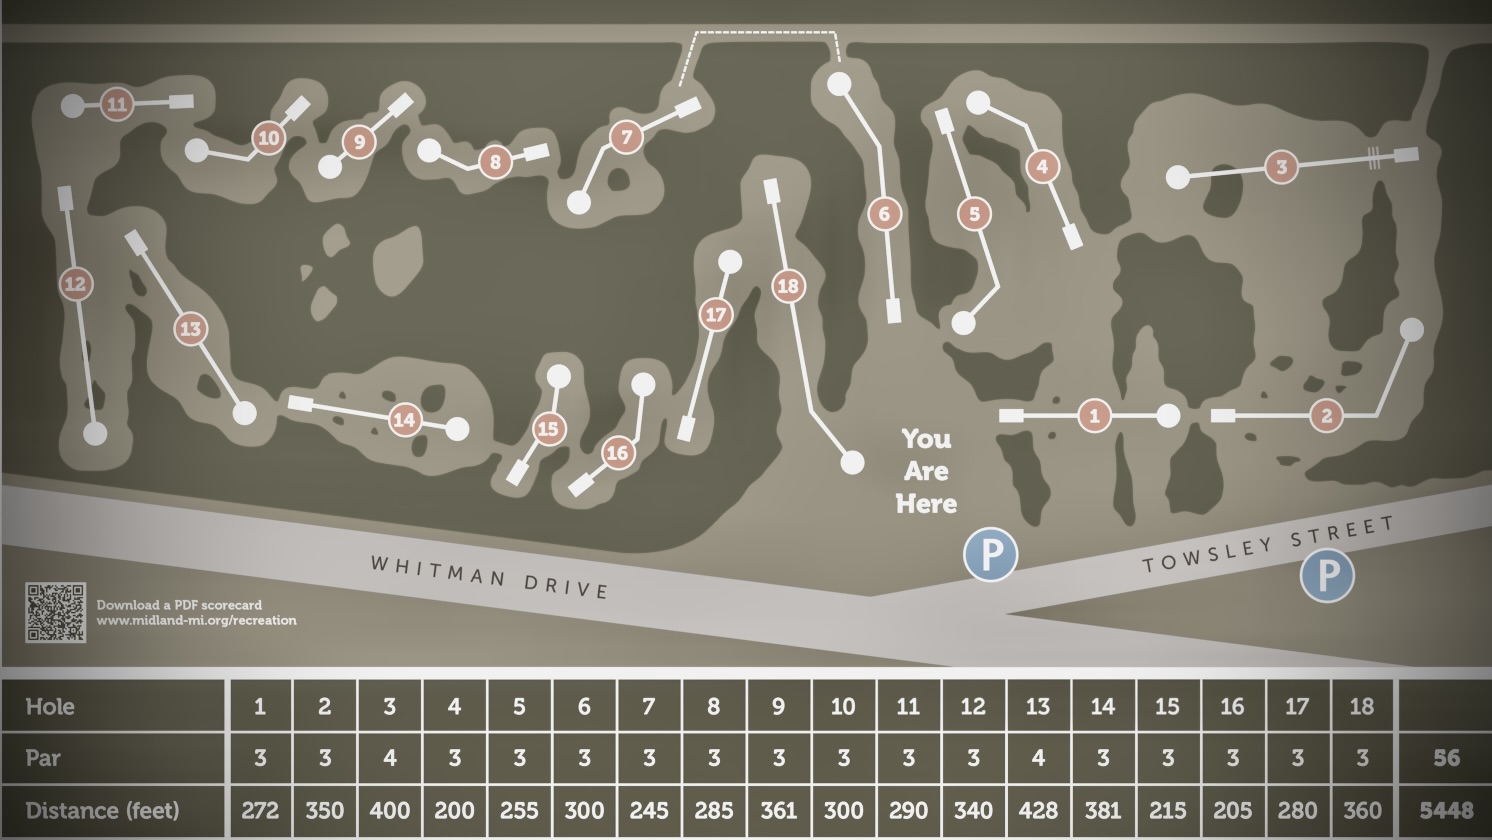 11
10
9
8
7
6
5
4
3
12
13
14
15
16
17
18
1
2
You
Are
Here
P
P
WHITMAN DRIVE
TOWSLEY STREET
Download a PDF scorecard
www.midland-mi.org/recreation
Hole 1 2 3 4 5 6 7 8 9 10 11 12 13 14 15 16 17 18
Par 3 3 4 3 3 3 3 3 3 3 3 3 4 3 3 3 3 3 56
Distance (feet) 272 350 400 200 255 300 245 285 361 300 290 340 428 381 215 205 280 360 5448